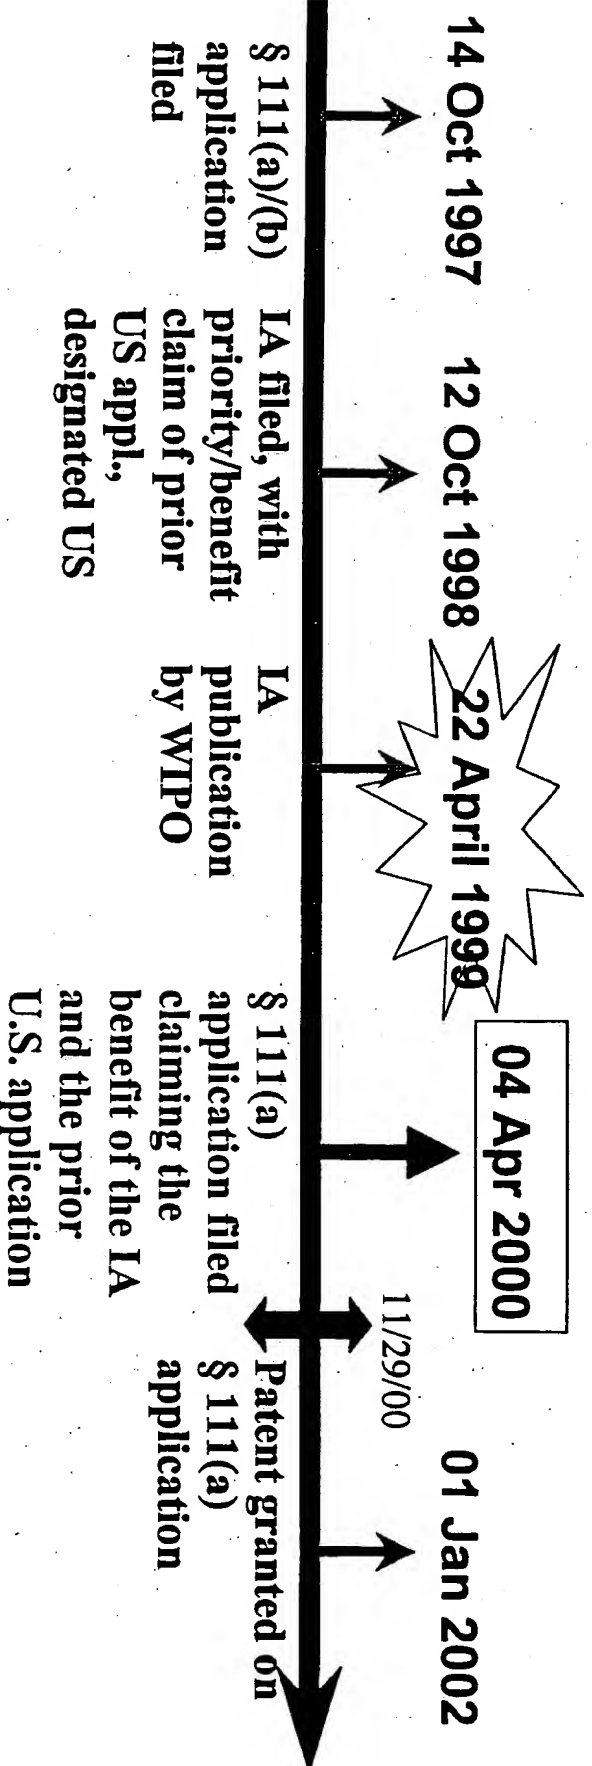 14 Oct 1997
12 Oct 1998
22 April 1999
04 Apr 2000
11/29/00
01 Jan 2002
§ 111(a)/(b)
application
filed
IA filed, with
priority/benefit
claim of prior
US appl.,
designated US
IA
publication
by WIPO
§ 111(a)
application filed
claiming the
benefit of the IA
and the prior
U.S. application
Patent granted on
§ 111(a)
application